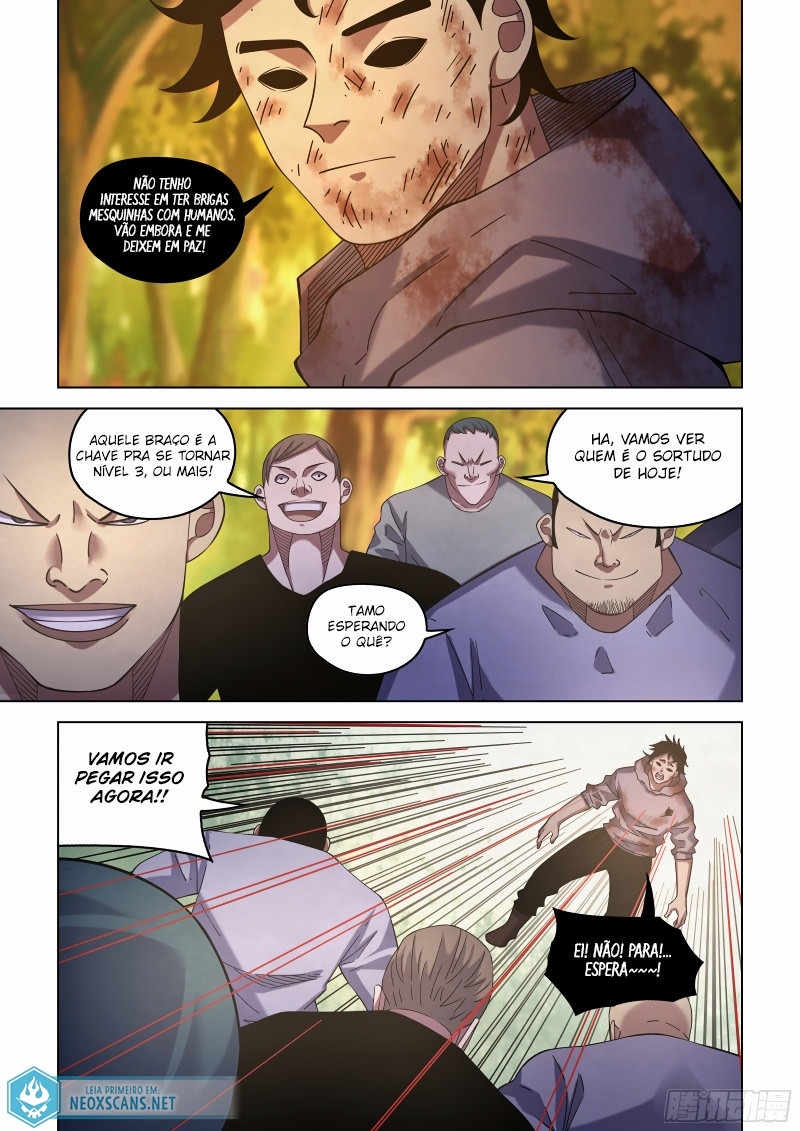 NÃO TENHO
INTERESSE EM TER BRIGAS
MESQUINHAS COM HUMANOS.
VÃO EMBORA E ME
DEIXEM EM PAZ!
AQUELE BRAÇO É A
CHAVE PRA SE TORNAR
NÍVEL 3, OU MAIS!
HA, VAMOS VER
QUEM É O SORTUDO
DE HOJE!
TAMO
ESPERANDO
O QUÊ?
VAMOS IR
PEGAR ISSO
AGORA!!
EI! NÃO! PARA!...
ESPERA~~~!
LEIA PRIMEIRO EM:
NEOXSCANS.NET
腾讯动漫